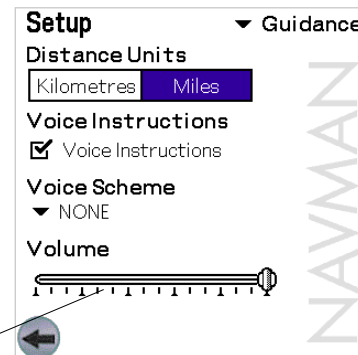 Setup
Guidance
Distance Units
Kilometres Miles
Voice Instructions
Voice Instructions
Voice Scheme
NONE
Volume
NAVMAN